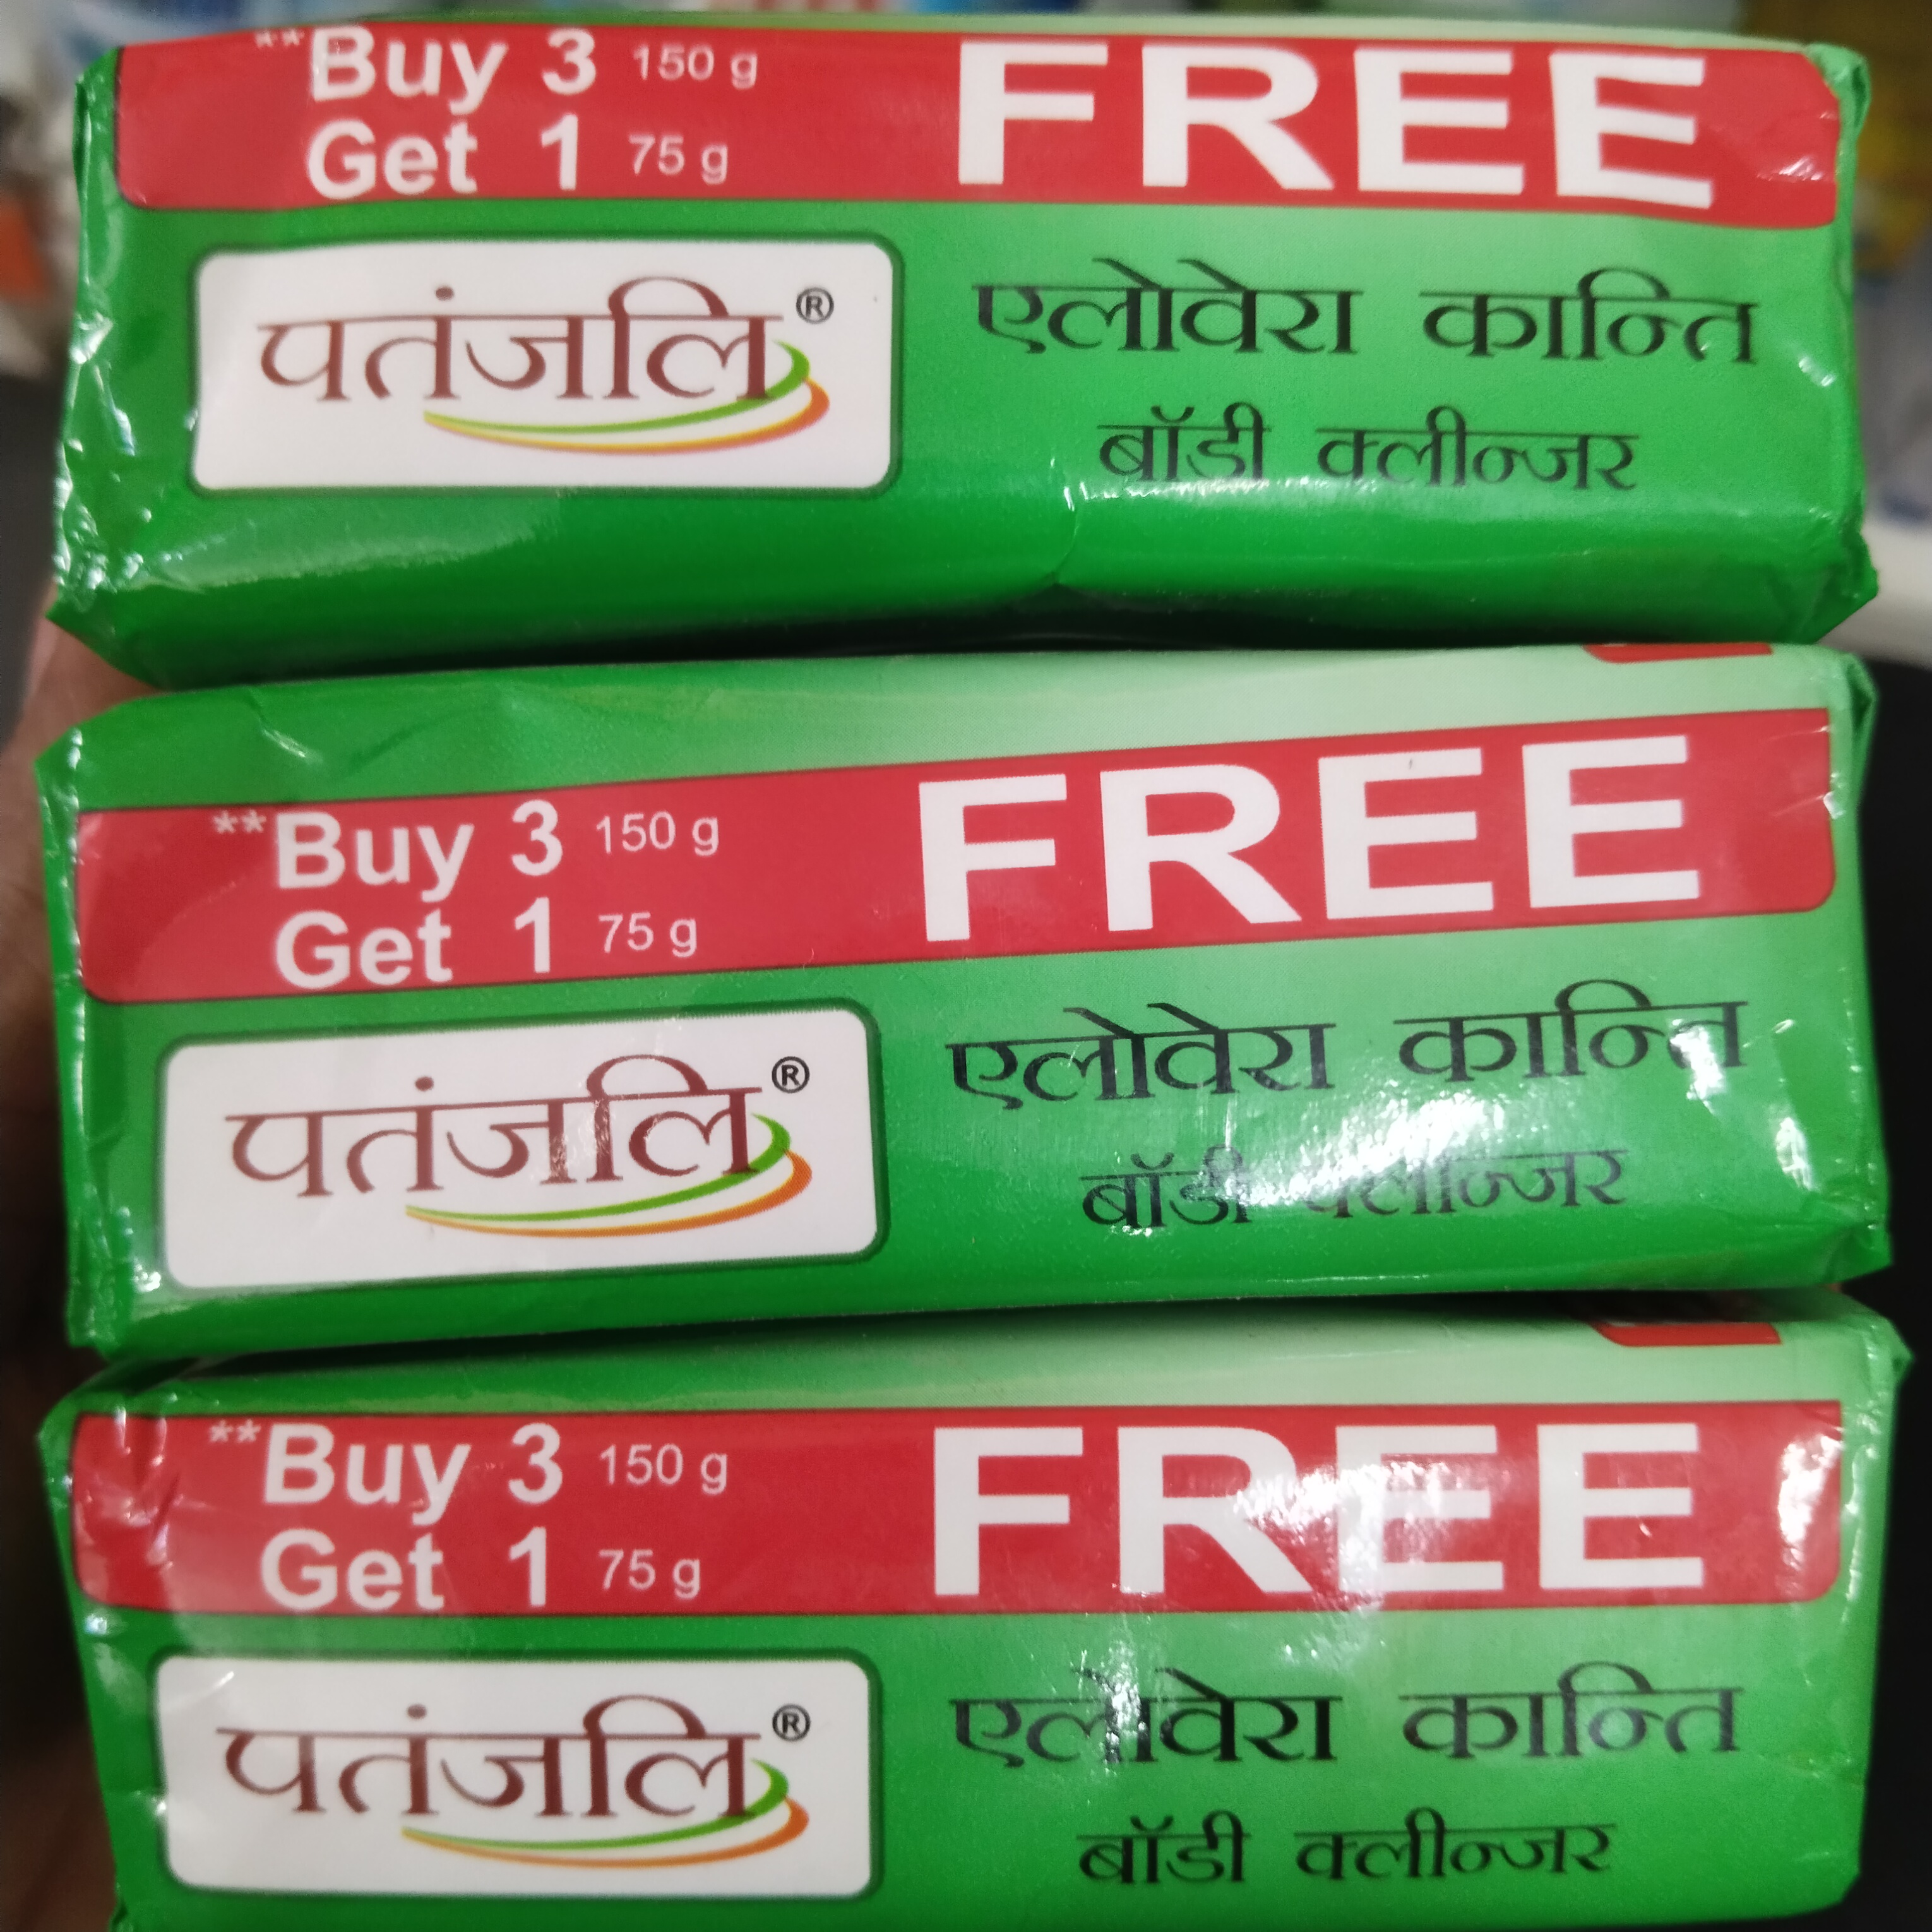 **Buy 3 150 g
Get 1 75 g
FREE
पतंजलि®
एलोवेरा कान्ति
बॉडी क्लीन्जर
**Buy 3 150 g
Get 1 75 g
FREE
पतंजलि®
एलोवेरा कान्ति
बॉडी क्लीन्जर
**Buy 3 150 g
Get 1 75 g
FREE
पतंजलि®
एलोवेरा कान्ति
बॉडी क्लीन्जर